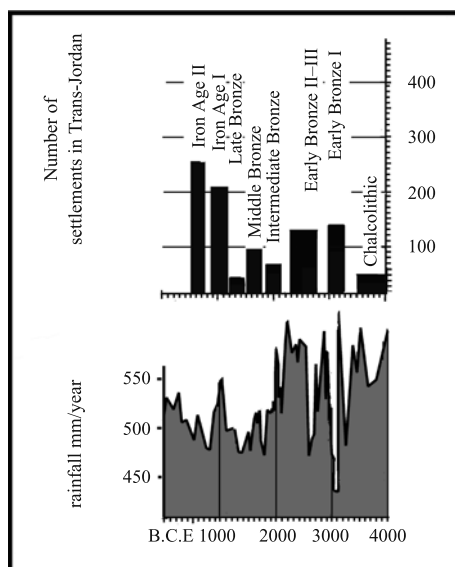 Number of
settlements in Trans-Jordan
Iron Age II
Iron Age I
Late Bronze
Middle Bronze
Intermediate Bronze
Early Bronze II–III
Early Bronze I
Chalcolithic
400
300
200
100
rainfall mm/year
550
500
450
B.C.E 1000 2000 3000 4000